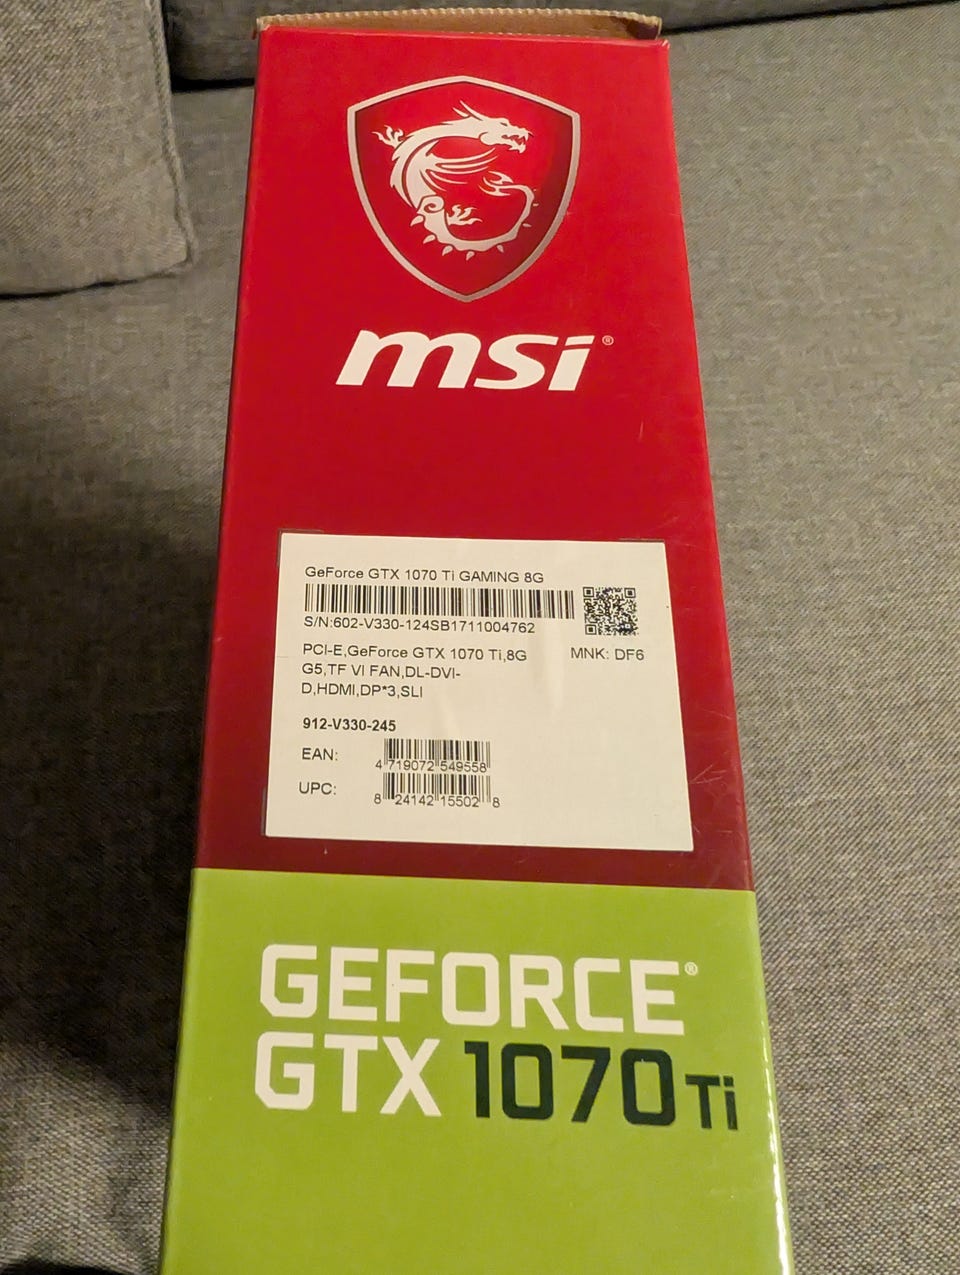 msi®
GeForce GTX 1070 Ti GAMING 8G
S/N:602-V330-124SB1711004762
PCI-E,GeForce GTX 1070 Ti,8G
MNK: DF6
G5,TF VI FAN,DL-DVI-
D,HDMI,DP*3,SLI
912-V330-245
EAN:
4 719072 549558
UPC:
8 24142 15502 8
GEFORCE®
GTX 1070 Ti